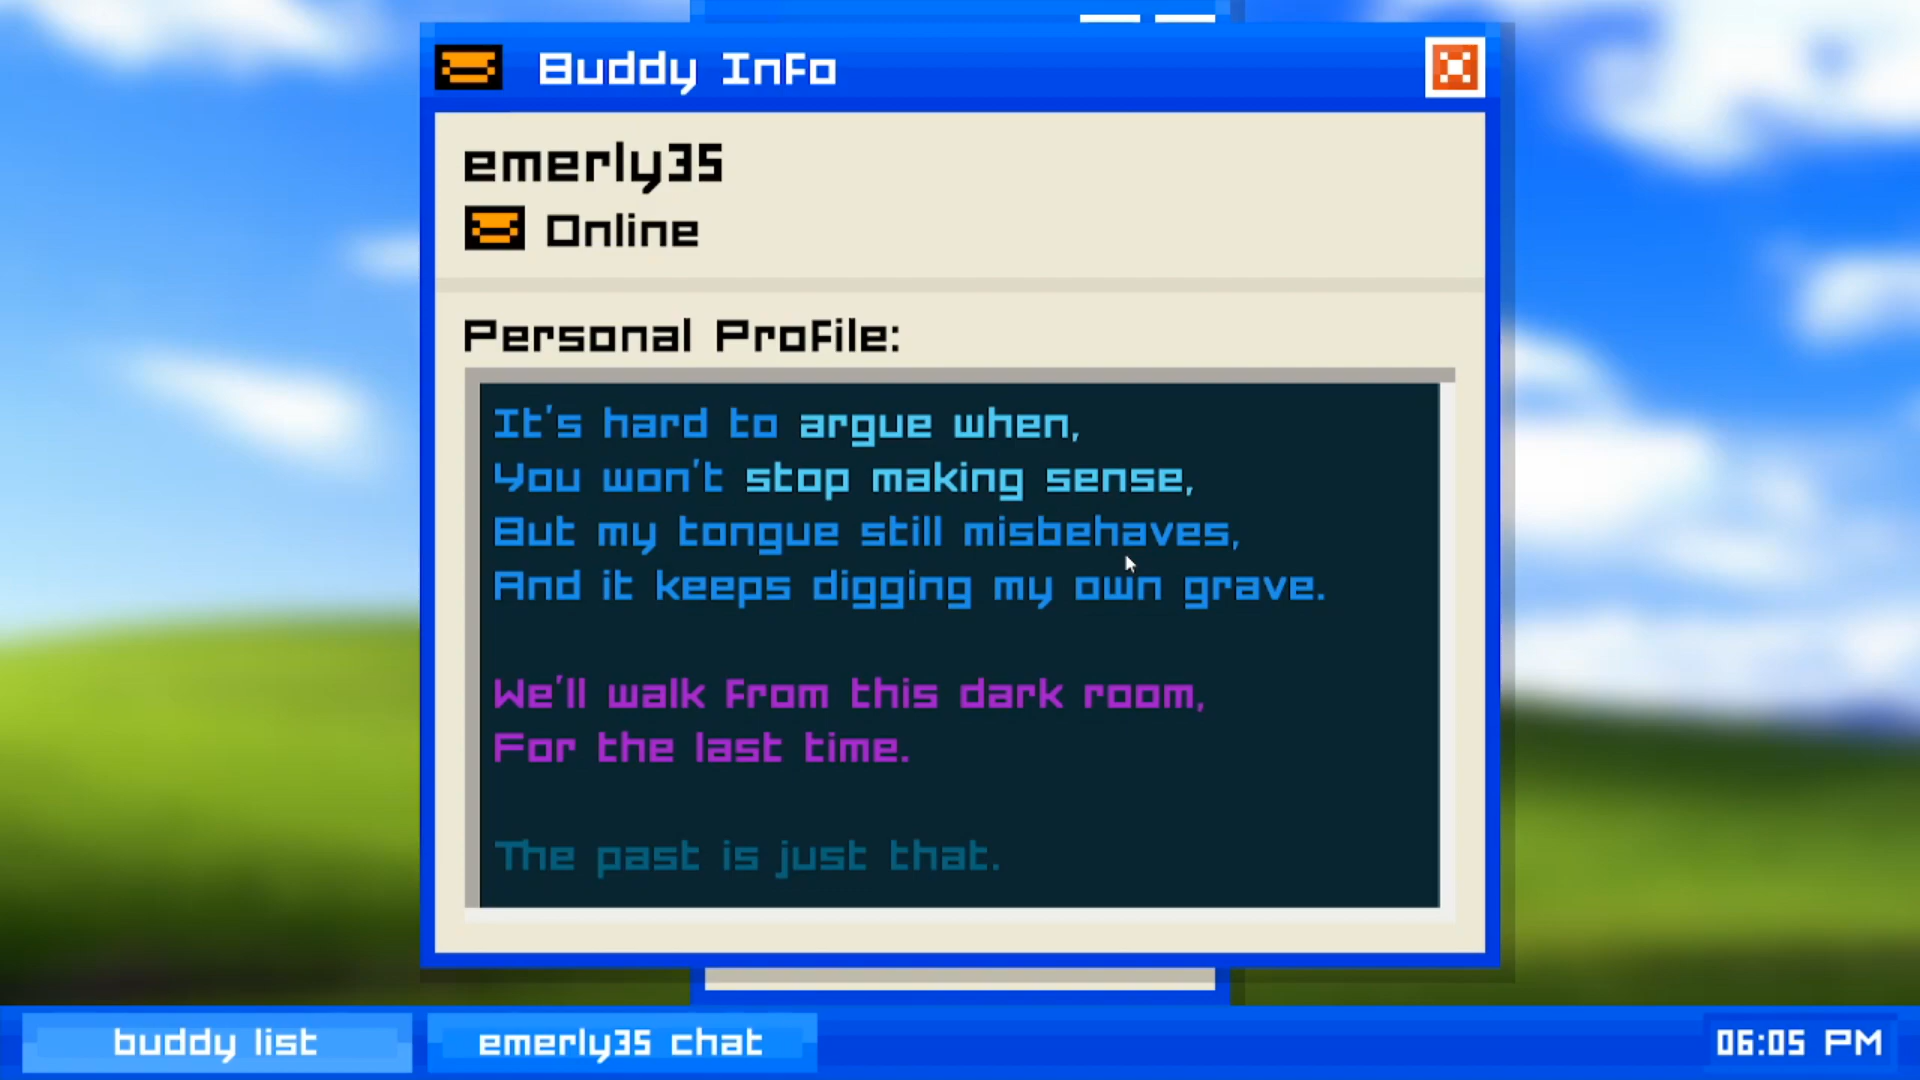 Buddy Info
emerly35
Online
Personal Profile:
It's hard to argue when,
You won't stop making sense,
But my tongue still misbehaves,
And it keeps digging my own grave.
We'll walk from this dark room,
For the last time.
The past is just that.
buddy list
emerly35 chat
06:05 PM